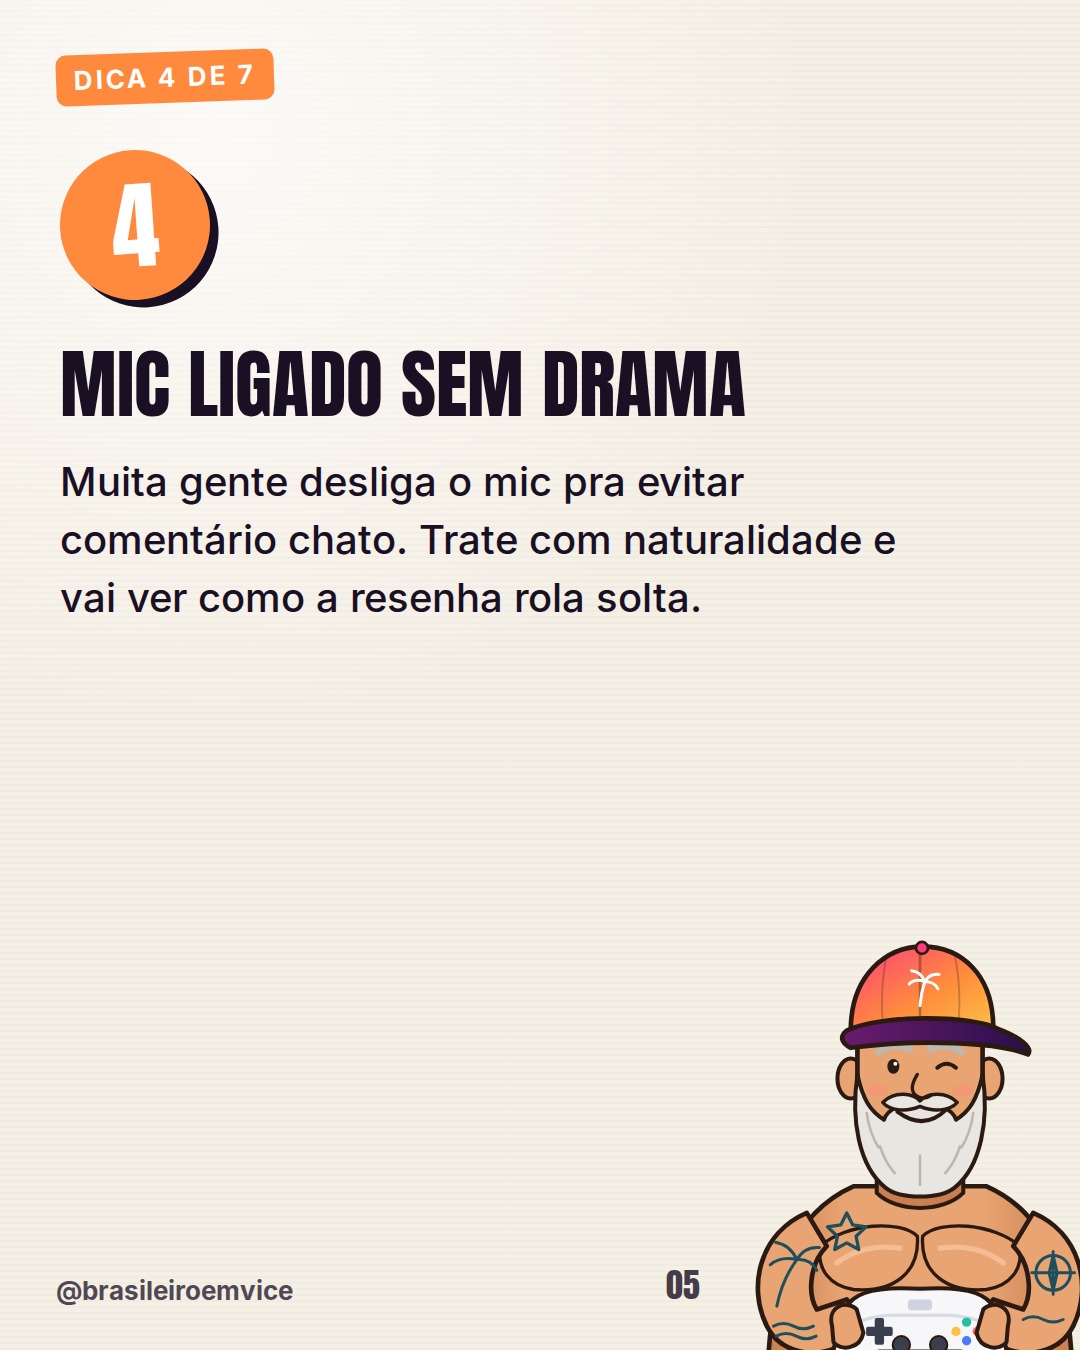 DICA 4 DE 7
4
MIC LIGADO SEM DRAMA
Muita gente desliga o mic pra evitar
comentário chato. Trate com naturalidade e
vai ver como a resenha rola solta.
@brasileiroemvice
05